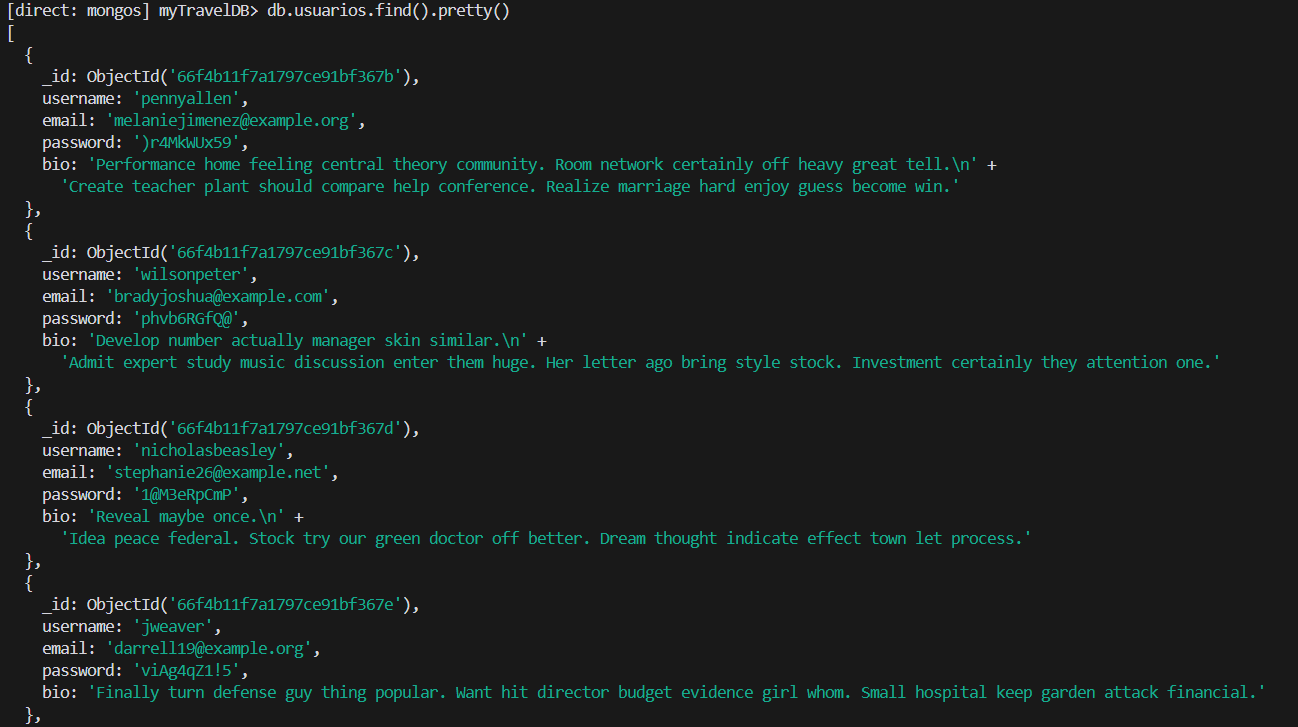 [direct: mongos] myTravelDB> db.usuarios.find().pretty()
[
  {
    _id: ObjectId('66f4b11f7a1797ce91bf367b'),
    username: 'pennyallen',
    email: 'melaniejimenez@example.org',
    password: ')r4MkWUx59',
    bio: 'Performance home feeling central theory community. Room network certainly off heavy great tell.\n' +
      'Create teacher plant should compare help conference. Realize marriage hard enjoy guess become win.'
  },
  {
    _id: ObjectId('66f4b11f7a1797ce91bf367c'),
    username: 'wilsonpeter',
    email: 'bradyjoshua@example.com',
    password: 'phvb6RGfQ@',
    bio: 'Develop number actually manager skin similar.\n' +
      'Admit expert study music discussion enter them huge. Her letter ago bring style stock. Investment certainly they attention one.'
  },
  {
    _id: ObjectId('66f4b11f7a1797ce91bf367d'),
    username: 'nicholasbeasley',
    email: 'stephanie26@example.net',
    password: '1@M3eRpCmP',
    bio: 'Reveal maybe once.\n' +
      'Idea peace federal. Stock try our green doctor off better. Dream thought indicate effect town let process.'
  },
  {
    _id: ObjectId('66f4b11f7a1797ce91bf367e'),
    username: 'jweaver',
    email: 'darrell19@example.org',
    password: 'viAg4qZ1!5',
    bio: 'Finally turn defense guy thing popular. Want hit director budget evidence girl whom. Small hospital keep garden attack financial.'
  },